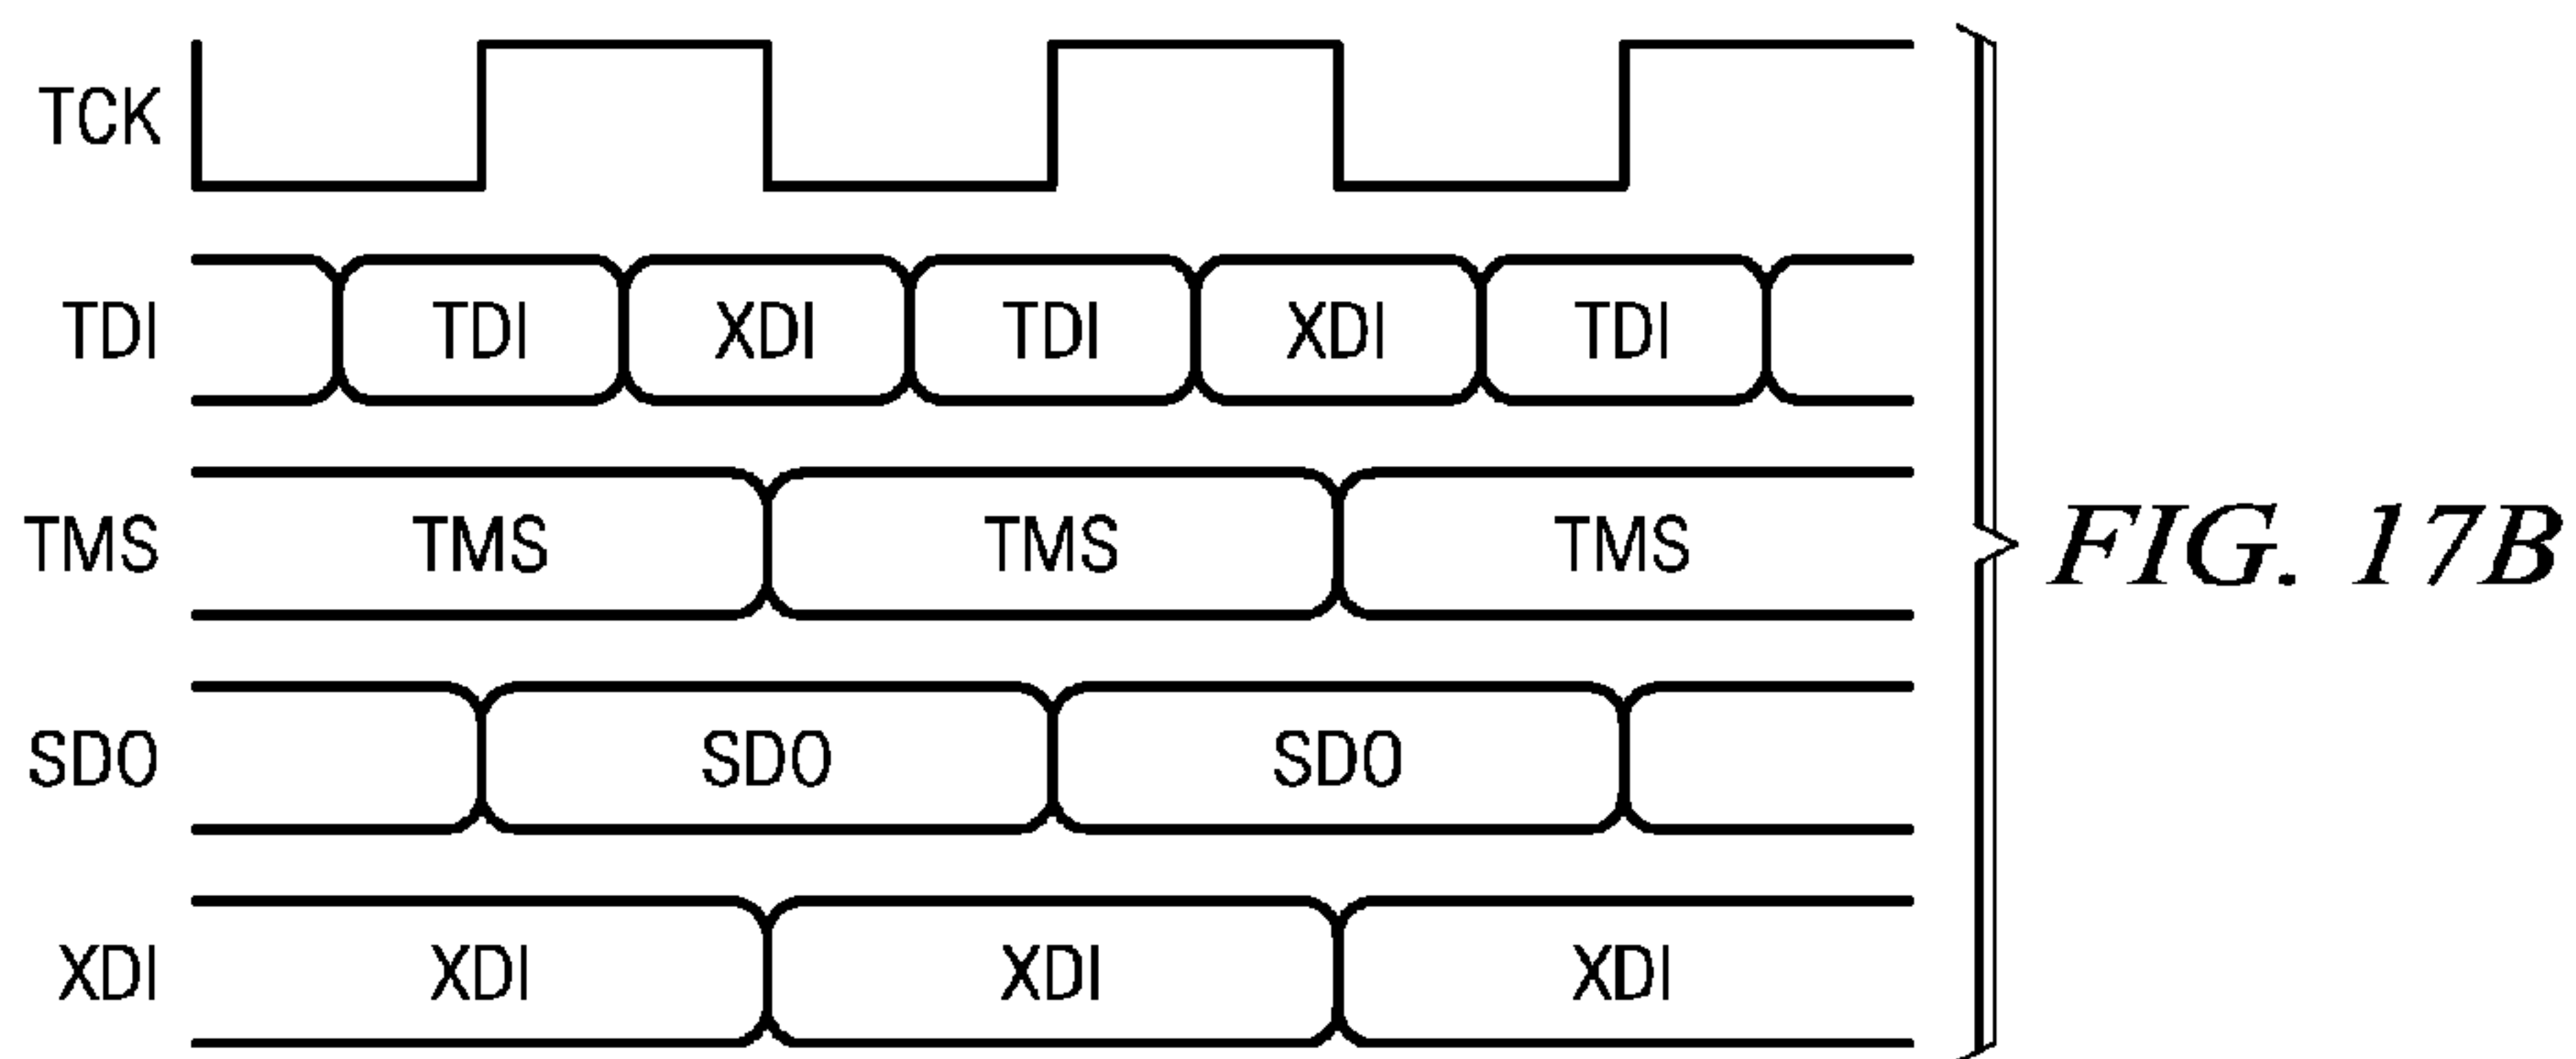 TCK
TDI TDI XDI TDI XDI TDI
TMS TMS TMS TMS
SDO SDO SDO
XDI XDI XDI XDI
FIG. 17B